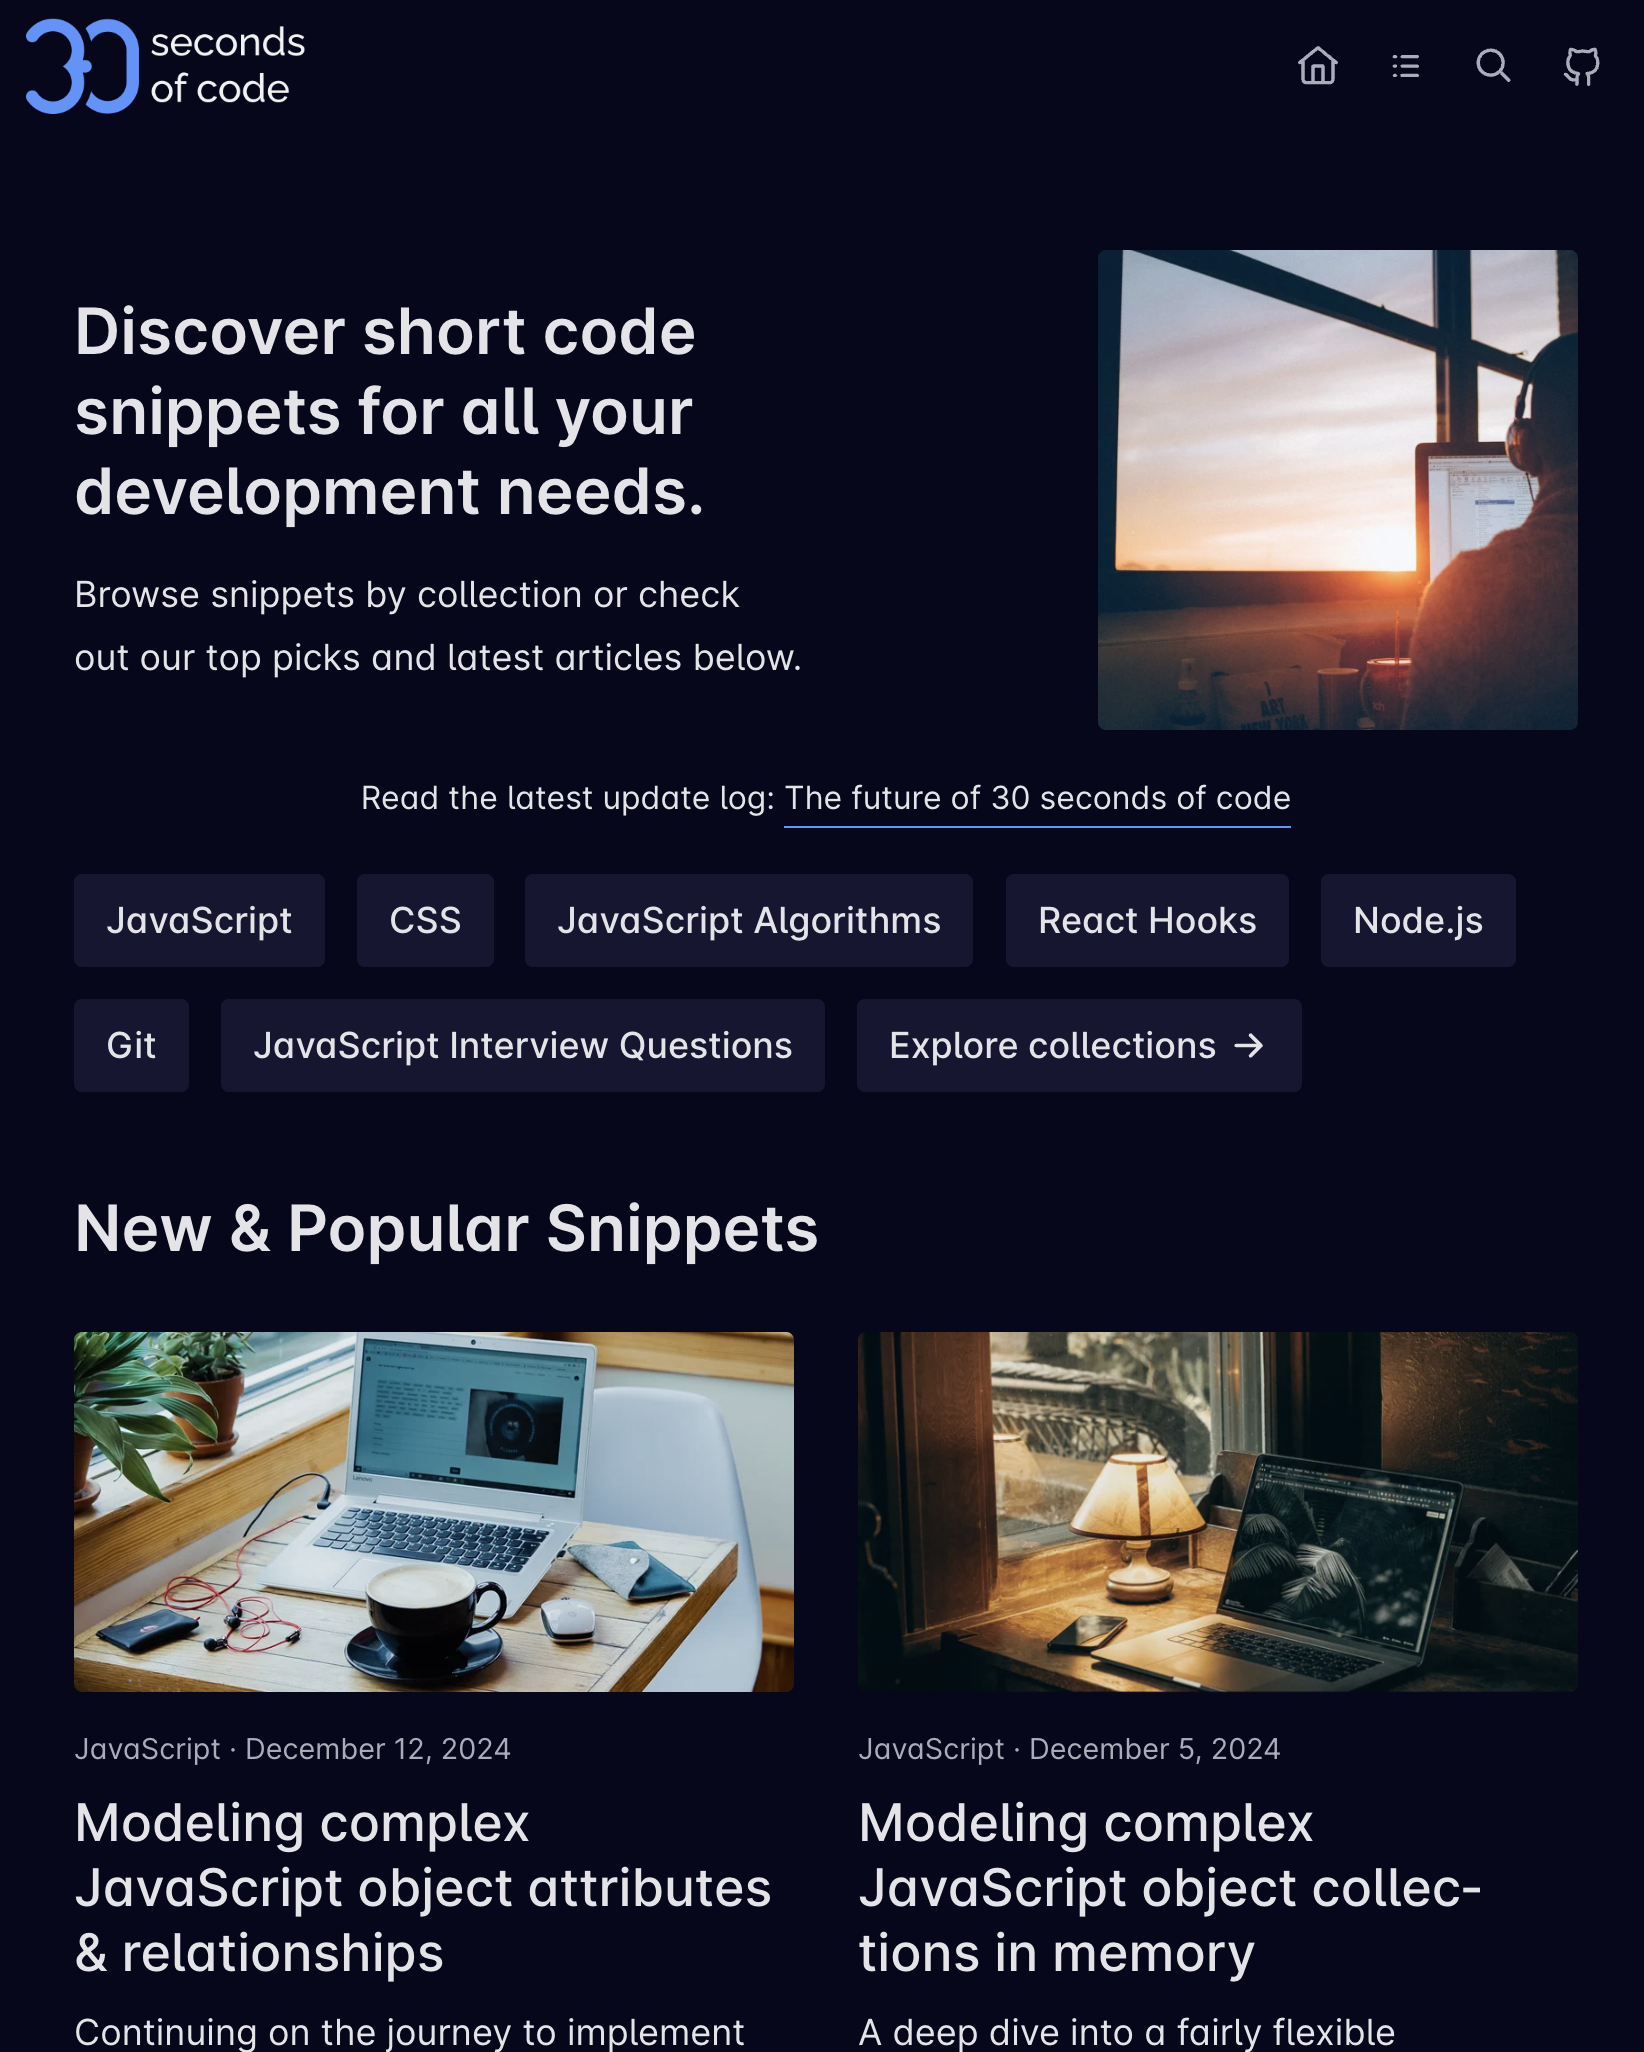 30 seconds
of code
Discover short code
snippets for all your
development needs.
Browse snippets by collection or check
out our top picks and latest articles below.
Read the latest update log: The future of 30 seconds of code
JavaScript
CSS
JavaScript Algorithms
React Hooks
Node.js
Git
JavaScript Interview Questions
Explore collections →
New & Popular Snippets
JavaScript · December 12, 2024
Modeling complex
JavaScript object attributes
& relationships
Continuing on the journey to implement
JavaScript · December 5, 2024
Modeling complex
JavaScript object collec-
tions in memory
A deep dive into a fairly flexible